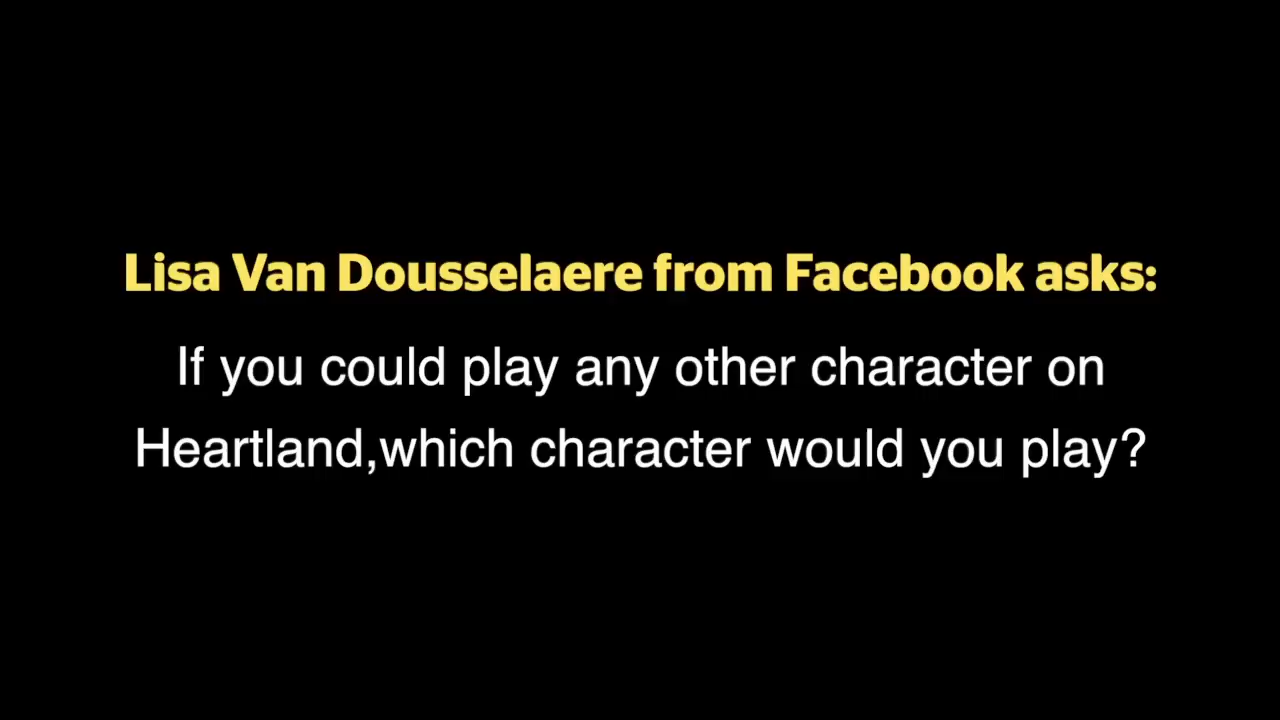 Lisa Van Dousselaere from Facebook asks:
If you could play any other character on
Heartland,which character would you play?